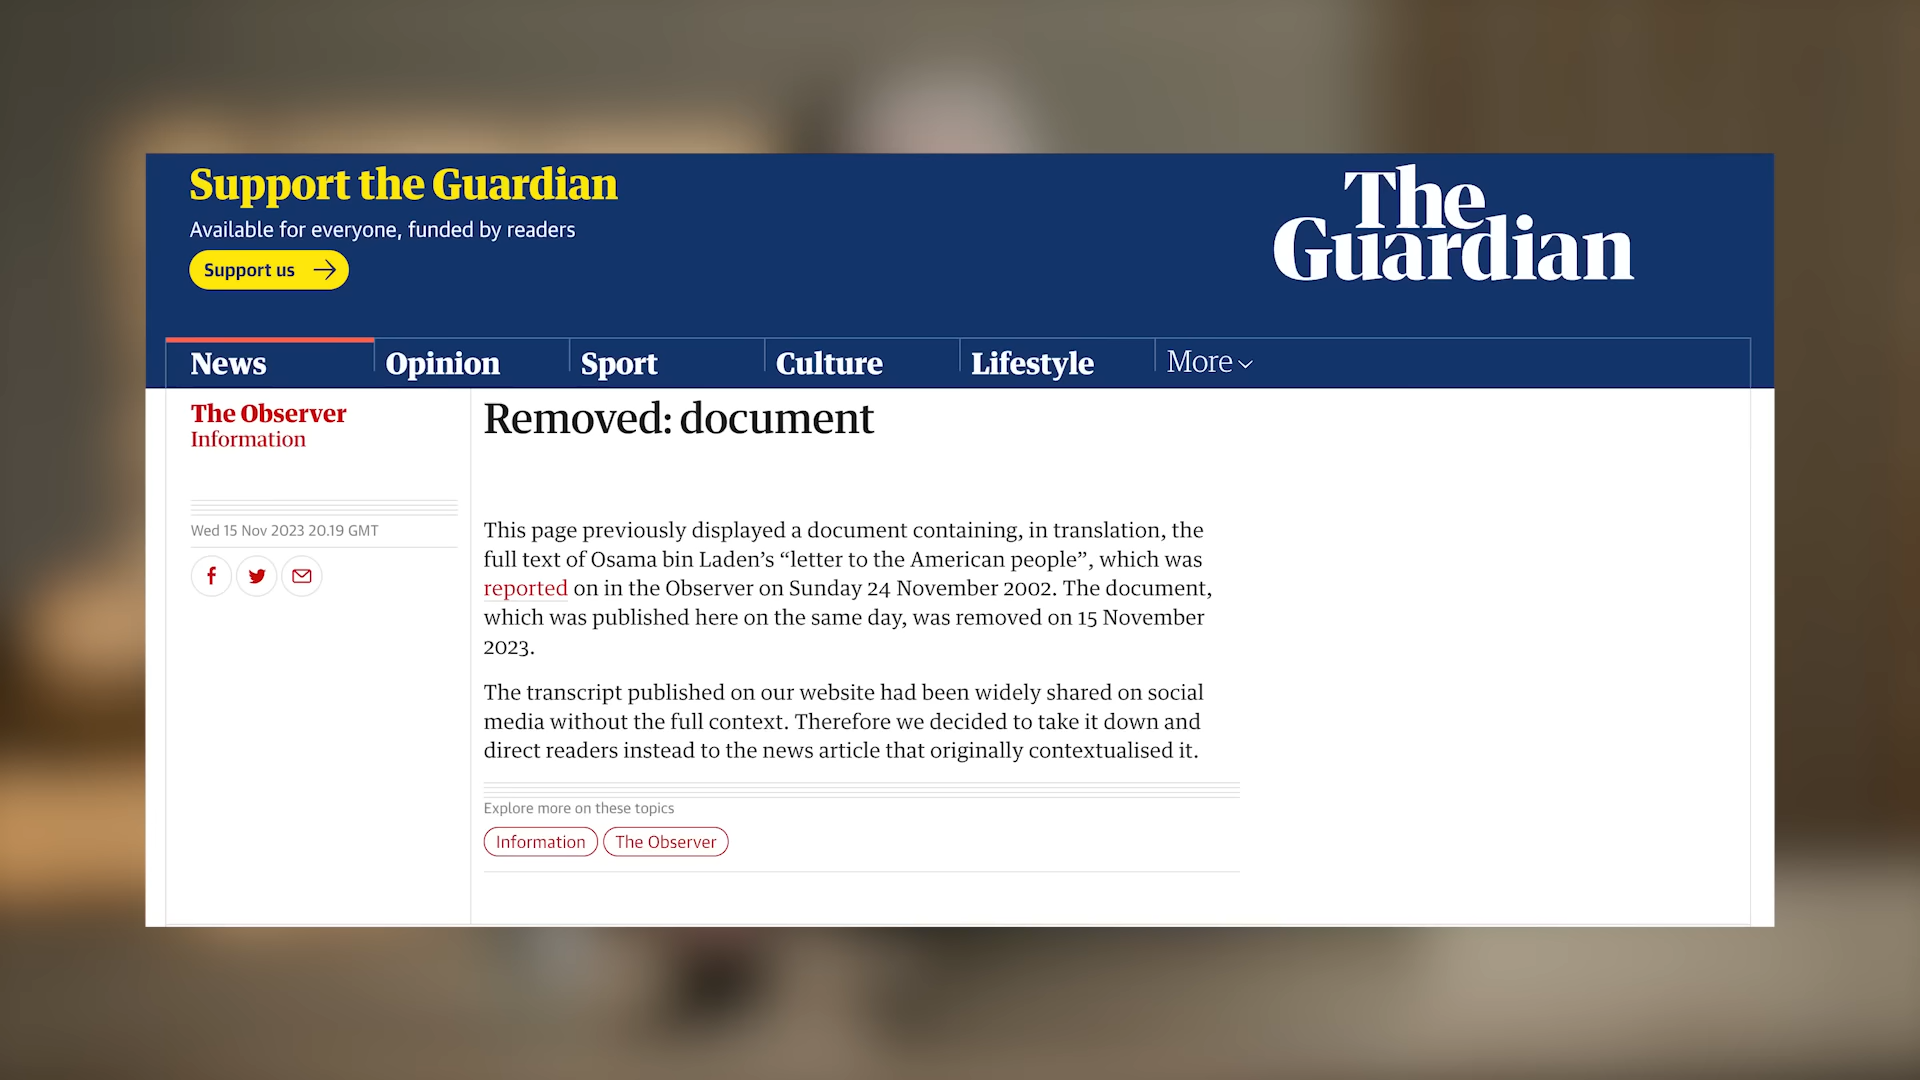 Support the Guardian
Available for everyone, funded by readers
Support us
The
Guardian
News
Opinion
Sport
Culture
Lifestyle
More
The Observer
Information
Wed 15 Nov 2023 20.19 GMT
Removed: document
This page previously displayed a document containing, in translation, the
full text of Osama bin Laden’s “letter to the American people”, which was
reported on in the Observer on Sunday 24 November 2002. The document,
which was published here on the same day, was removed on 15 November
2023.
The transcript published on our website had been widely shared on social
media without the full context. Therefore we decided to take it down and
direct readers instead to the news article that originally contextualised it.
Explore more on these topics
Information
The Observer